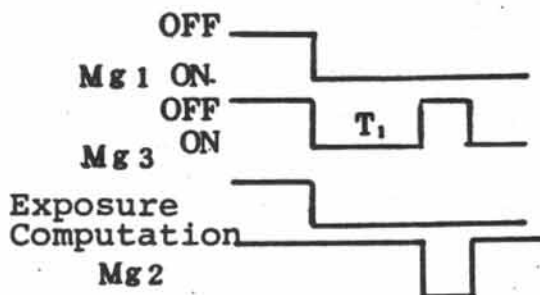 OFF
Mg1 ON
OFF
T₁
ON
Mg3
Exposure
Computation
Mg2